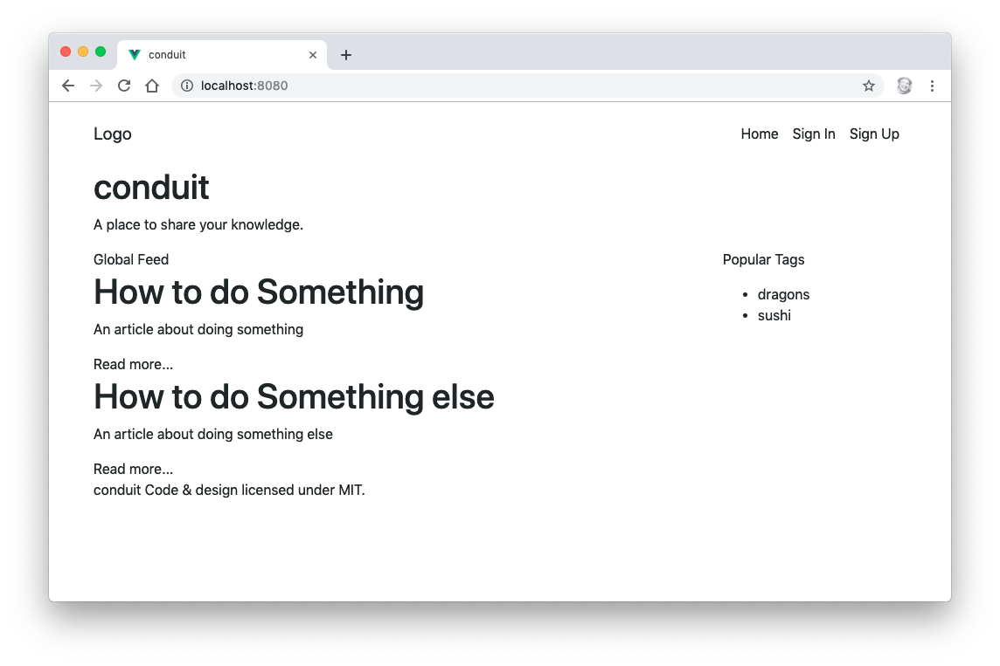 conduit
localhost:8080
Logo
Home Sign In Sign Up
conduit
A place to share your knowledge.
Global Feed
How to do Something
An article about doing something
Read more...
How to do Something else
An article about doing something else
Read more...
Popular Tags
dragons
sushi
conduit Code & design licensed under MIT.